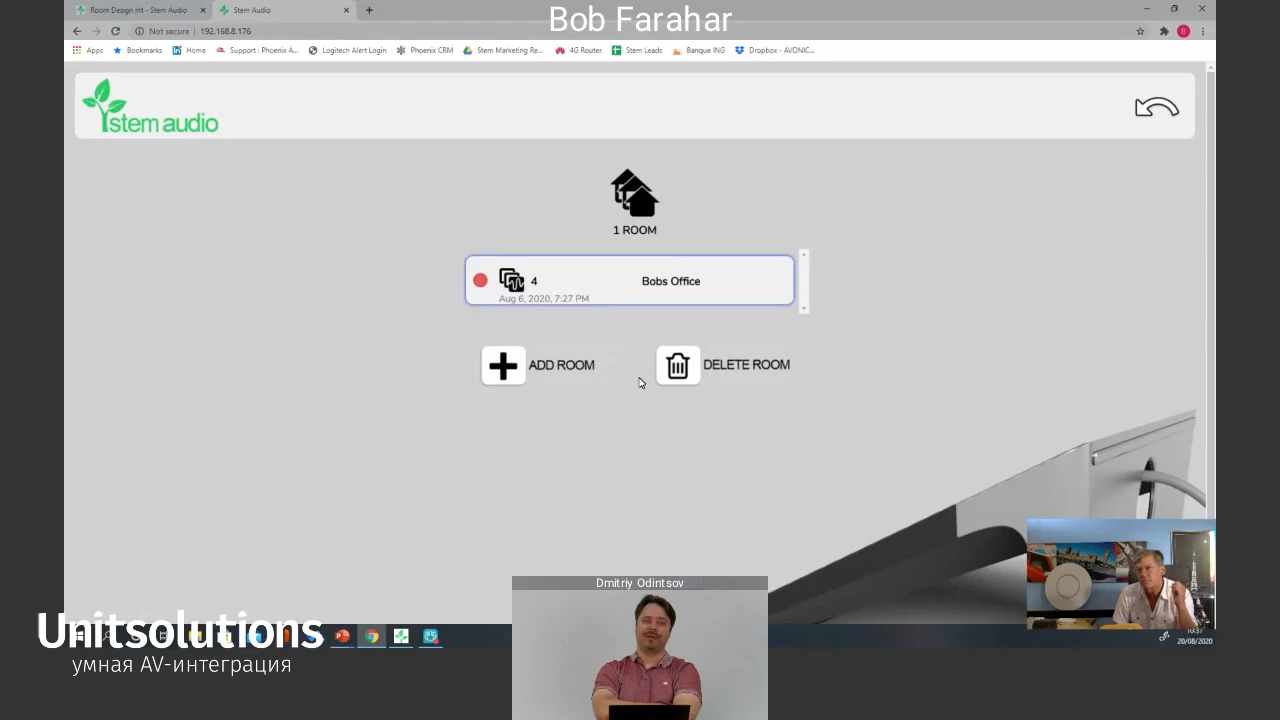 Bob Farahar
Room Design Int - Stem Audio
Stem Audio
Not secure
192.168.8.176
Apps
Bookmarks
Home
Support : Phoenix A...
Logitech Alert Login
Phoenix CRM
Stem Marketing Re...
4G Router
Stem Leads
Banque ING
Dropbox - AVONIC...
stem audio
1 ROOM
4
Bobs Office
Aug 6, 2020, 7:27 PM
ADD ROOM
DELETE ROOM
Dmitriy Odintsov
Unitsolutions
умная AV-интеграция
10:37
20/08/2020